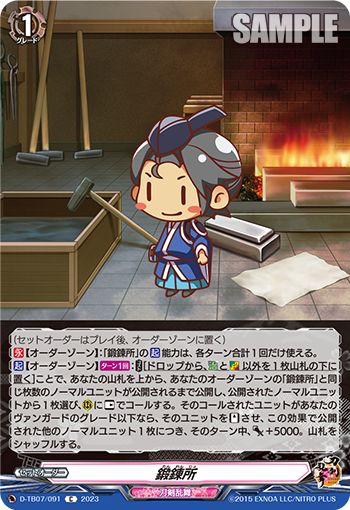 SAMPLE
1
グレード
(セットオーダーはプレイ後、オーダーゾーンに置く)
永【オーダーゾーン】:「鍛錬所」の起能力は、各ターン合計1回だけ使える。
起【オーダーゾーン】ターン1回:[ドロップから、と以外を1枚山札の下
に置く]ことで、あなたの山札を上から、あなたのオーダーゾーンの「鍛錬所」と同
じ枚数のノーマルユニットが公開されるまで公開し、公開されたノーマルユニット
から1枚選び、Rにコールする。そのコールされたユニットがあなたの
ヴァンガードのグレード以下なら、そのユニットをさせ、この効果で公開
された他のノーマルユニット1枚につき、そのターン中、+5000。山札を
シャッフルする。
セットオーダー
鍛錬所
D-TB07/091 C 2023
刀剣乱舞
©2015 EXNOA LLC/NITRO PLUS